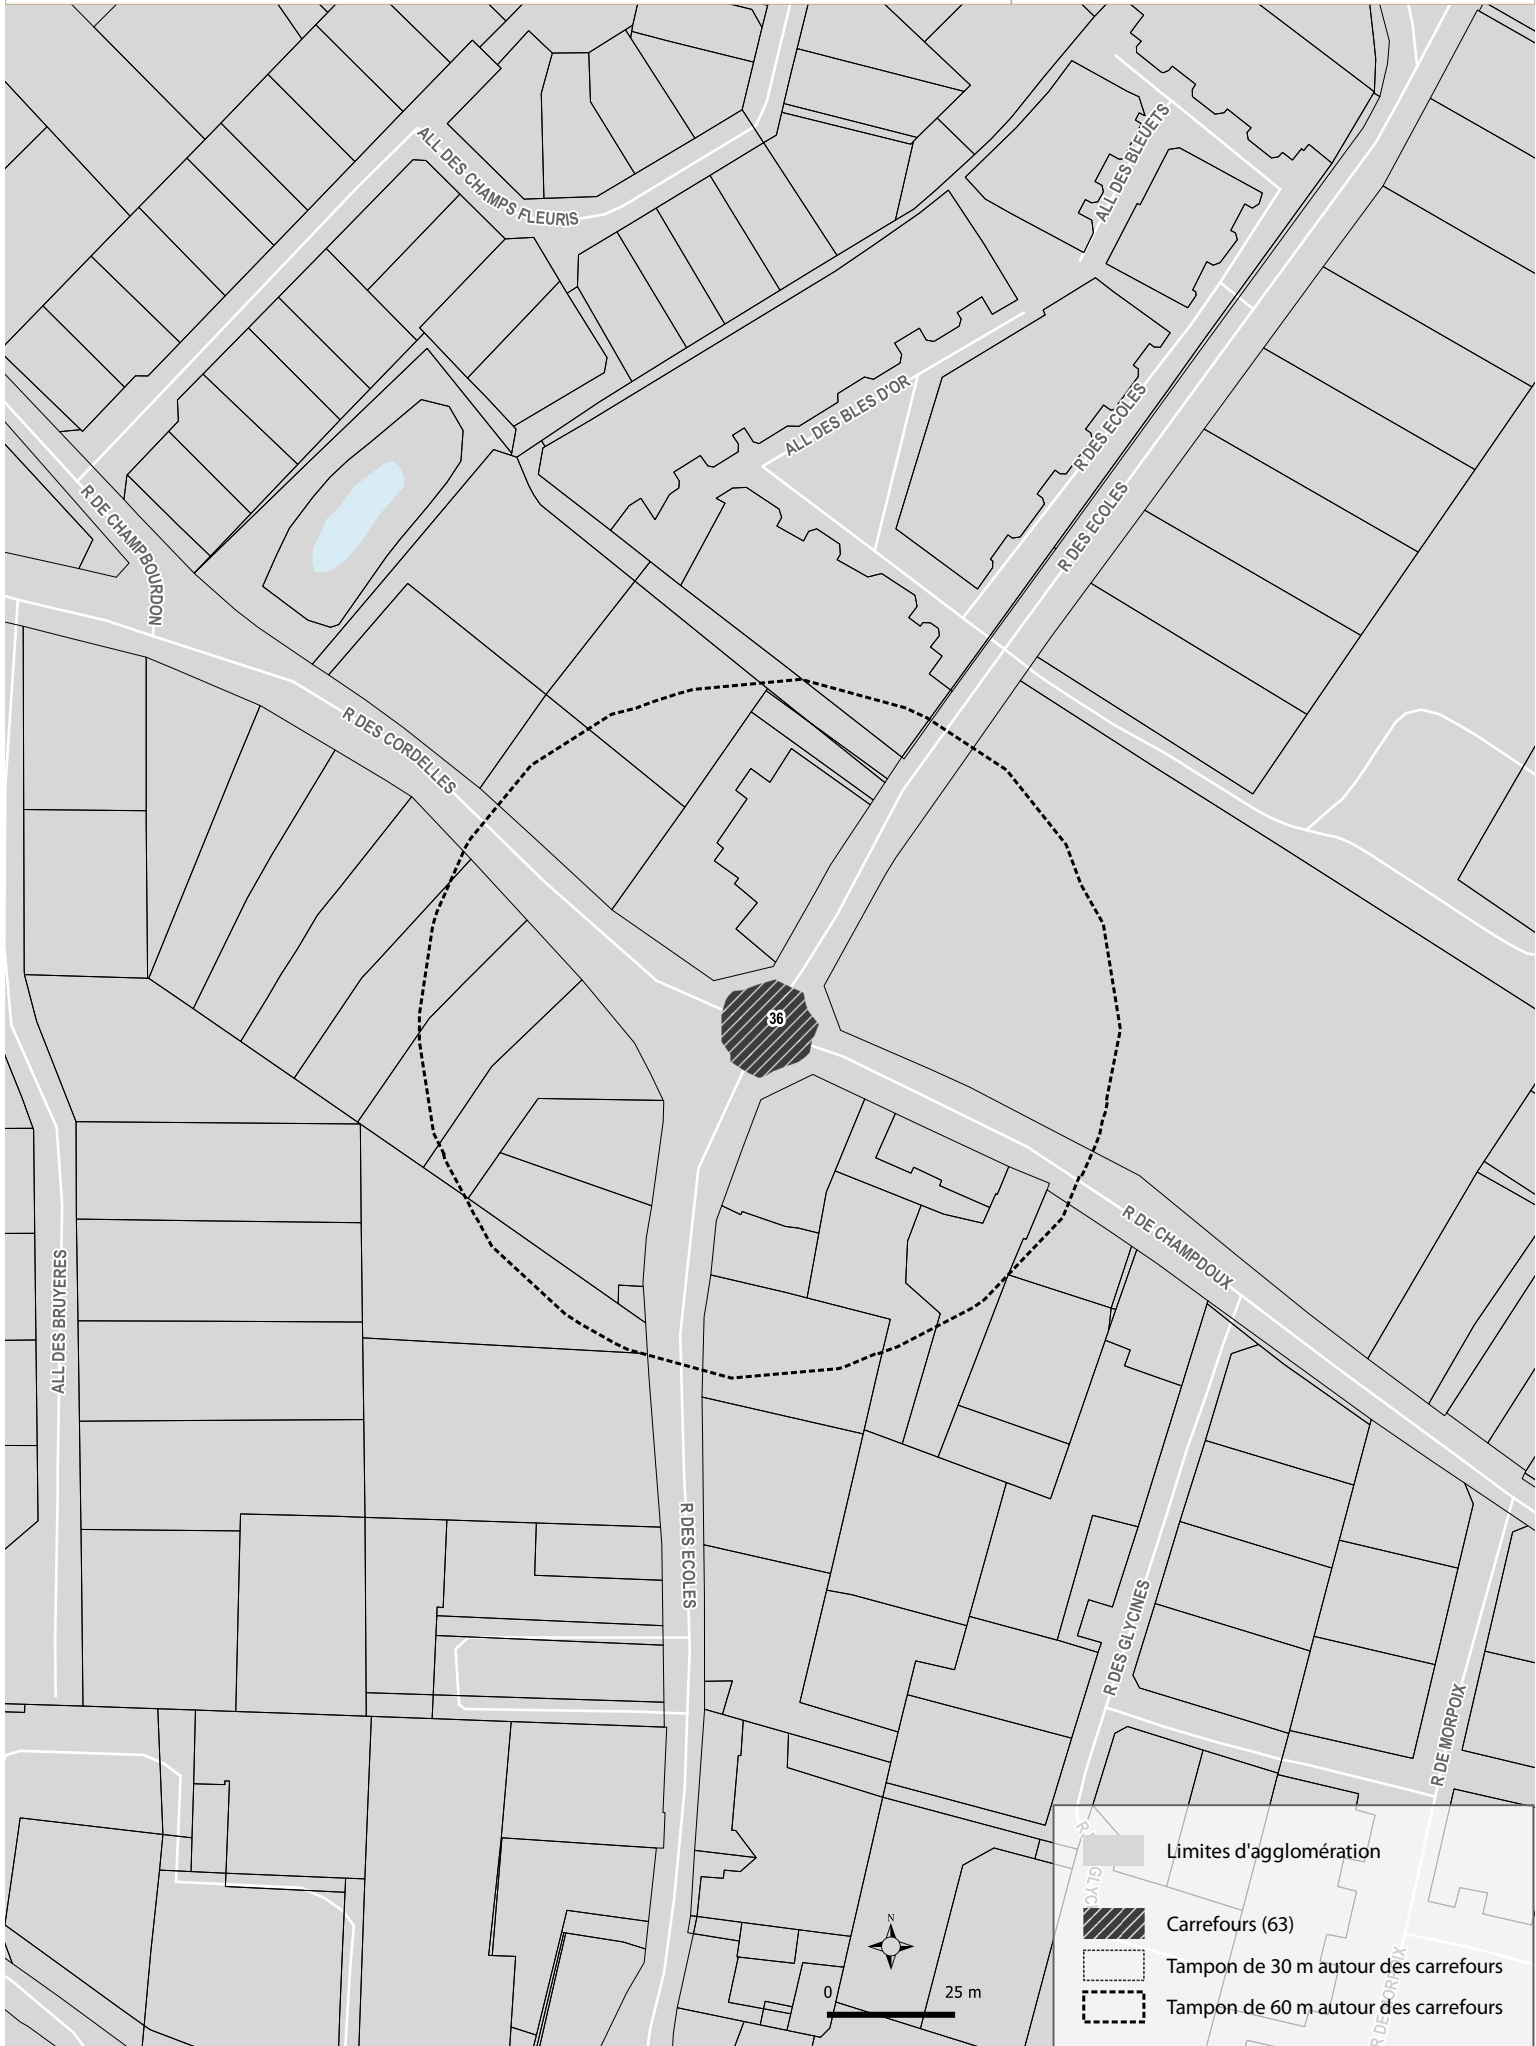 ALL DES CHAMPS FLEURIS
ALL DES BLEUETS
ALL DES BLES D'OR
R DES ECOLES
R DES ECOLES
R DE CHAMPBOURDON
R DES CORDELLES
36
R DE CHAMPDOUX
ALL DES BRUYERES
R DES ECOLES
R DES GLYCINES
R DE MORPOIX
Limites d'agglomération
Carrefours (63)
Tampon de 30 m autour des carrefours
Tampon de 60 m autour des carrefours
R DE MORPOIX
N
0 25 m